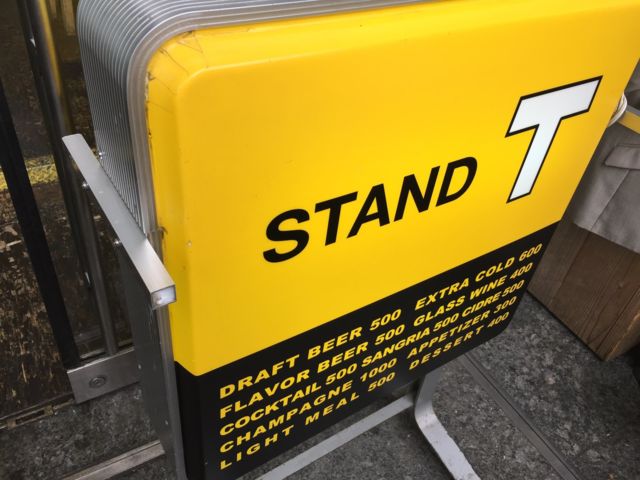 STAND T
DRAFT BEER 500 EXTRA COLD 600
FLAVOR BEER 500 GLASS WINE 400
COCKTAIL 500 SANGRIA 500 CIDRE 500
CHAMPAGNE 1000 APPETIZER 300
LIGHT MEAL 500 DESSERT 400